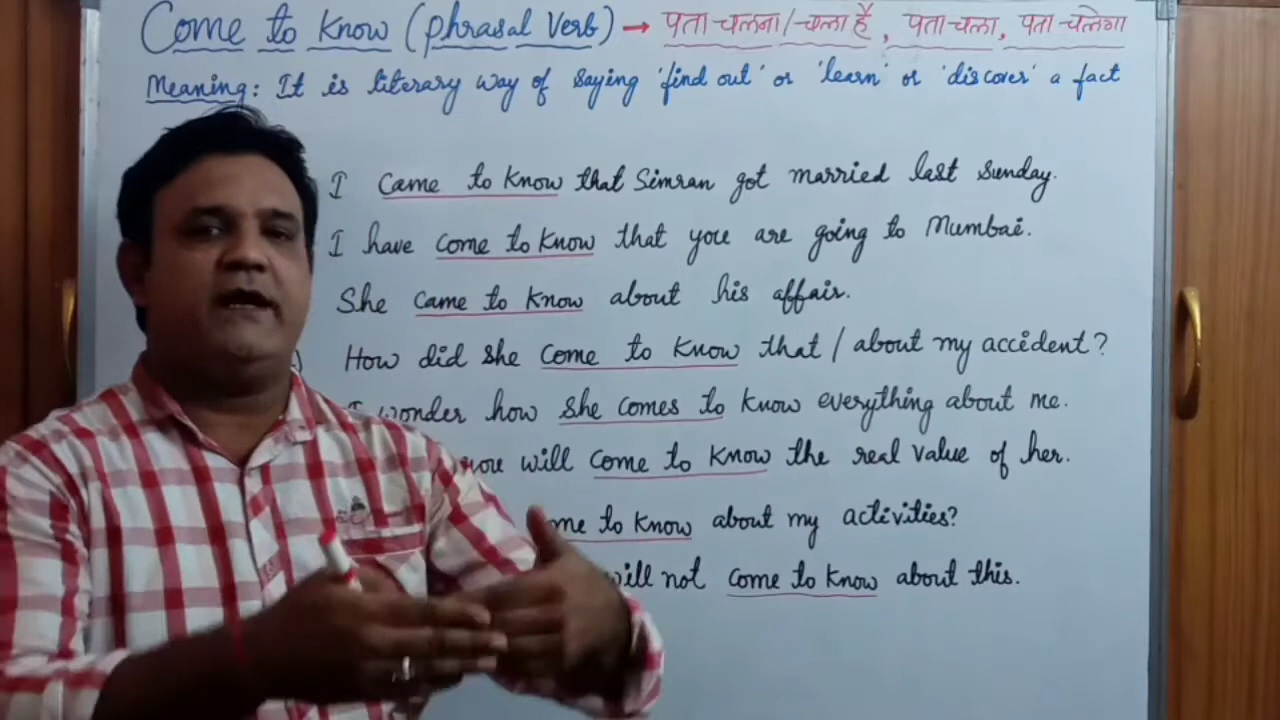 Come to Know (phrasal verb) → पता चलना/चला है, पता चला, पता चलेगा
Meaning: It is literary way of saying 'find out' or 'learn' or 'discover' a fact
I came to know that Simran got married last Sunday.
I have come to know that you are going to Mumbai.
She came to know about his affair.
How did she come to know that / about my accident?
I wonder how she comes to know everything about me.
you will come to know the real value of her.
to know about my activities?
will not come to know about this.